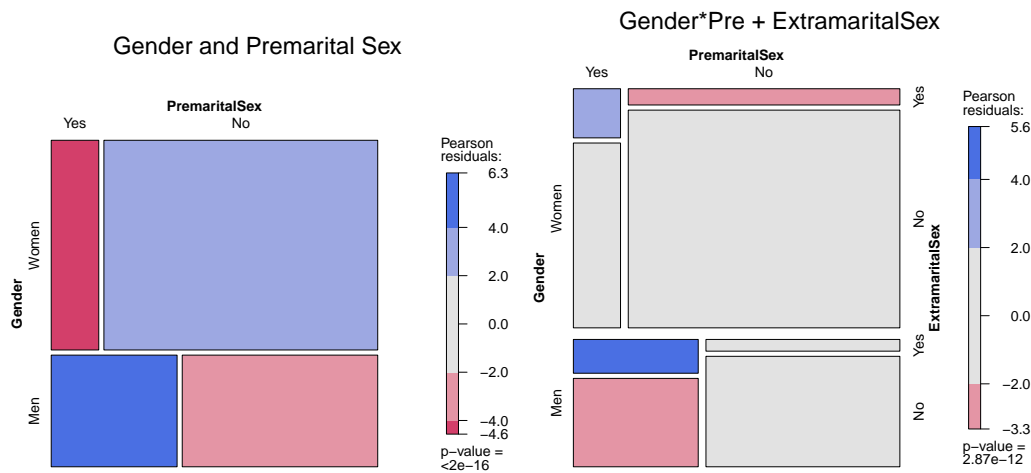 Gender and Premarital Sex
PremaritalSex
Yes
No
Gender
Women
Men
Pearson
residuals:
6.3
4.0
2.0
0.0
−2.0
−4.0
−4.6
p−value =
<2e−16
Gender*Pre + ExtramaritalSex
PremaritalSex
Yes
No
Gender
Women
Men
Yes
No
Yes
No
ExtramaritalSex
Pearson
residuals:
5.6
4.0
2.0
0.0
−2.0
−3.3
p−value =
2.87e−12